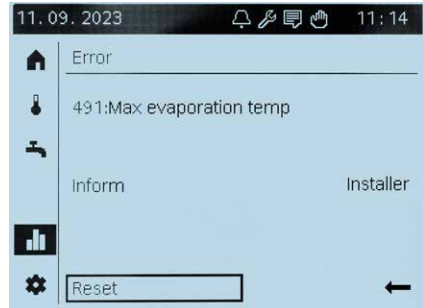 11.09.2023 11:14
Error
491:Max evaporation temp
Inform Installer
Reset